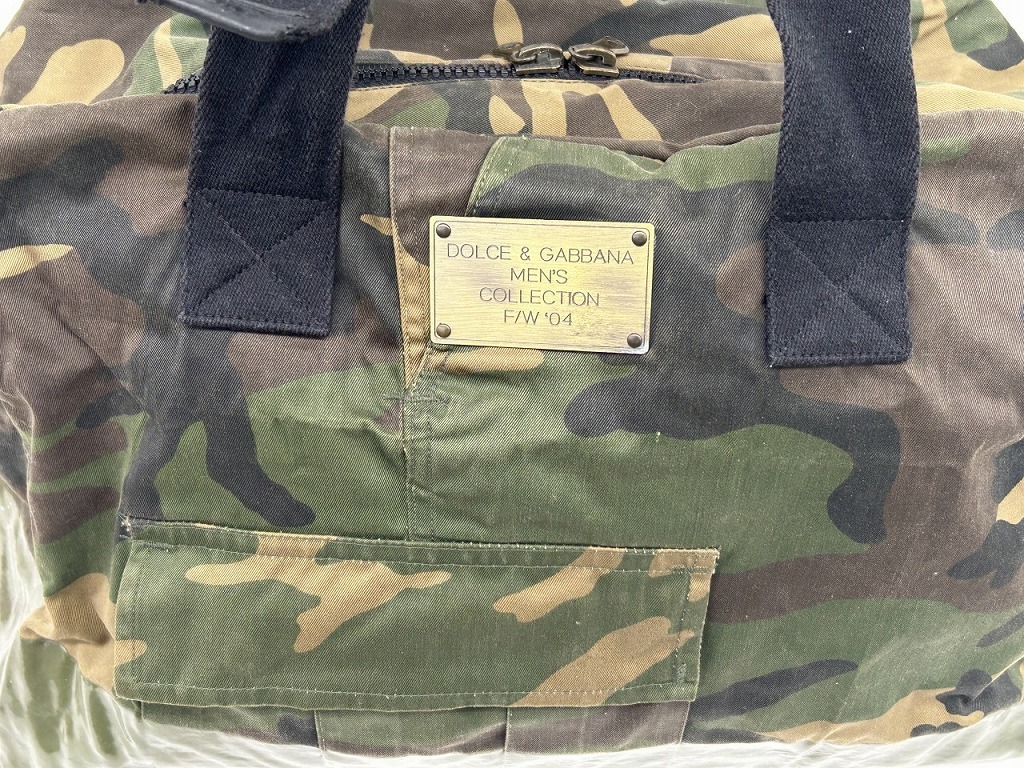 DOLCE & GABBANA
MEN'S
COLLECTION
F/W '04